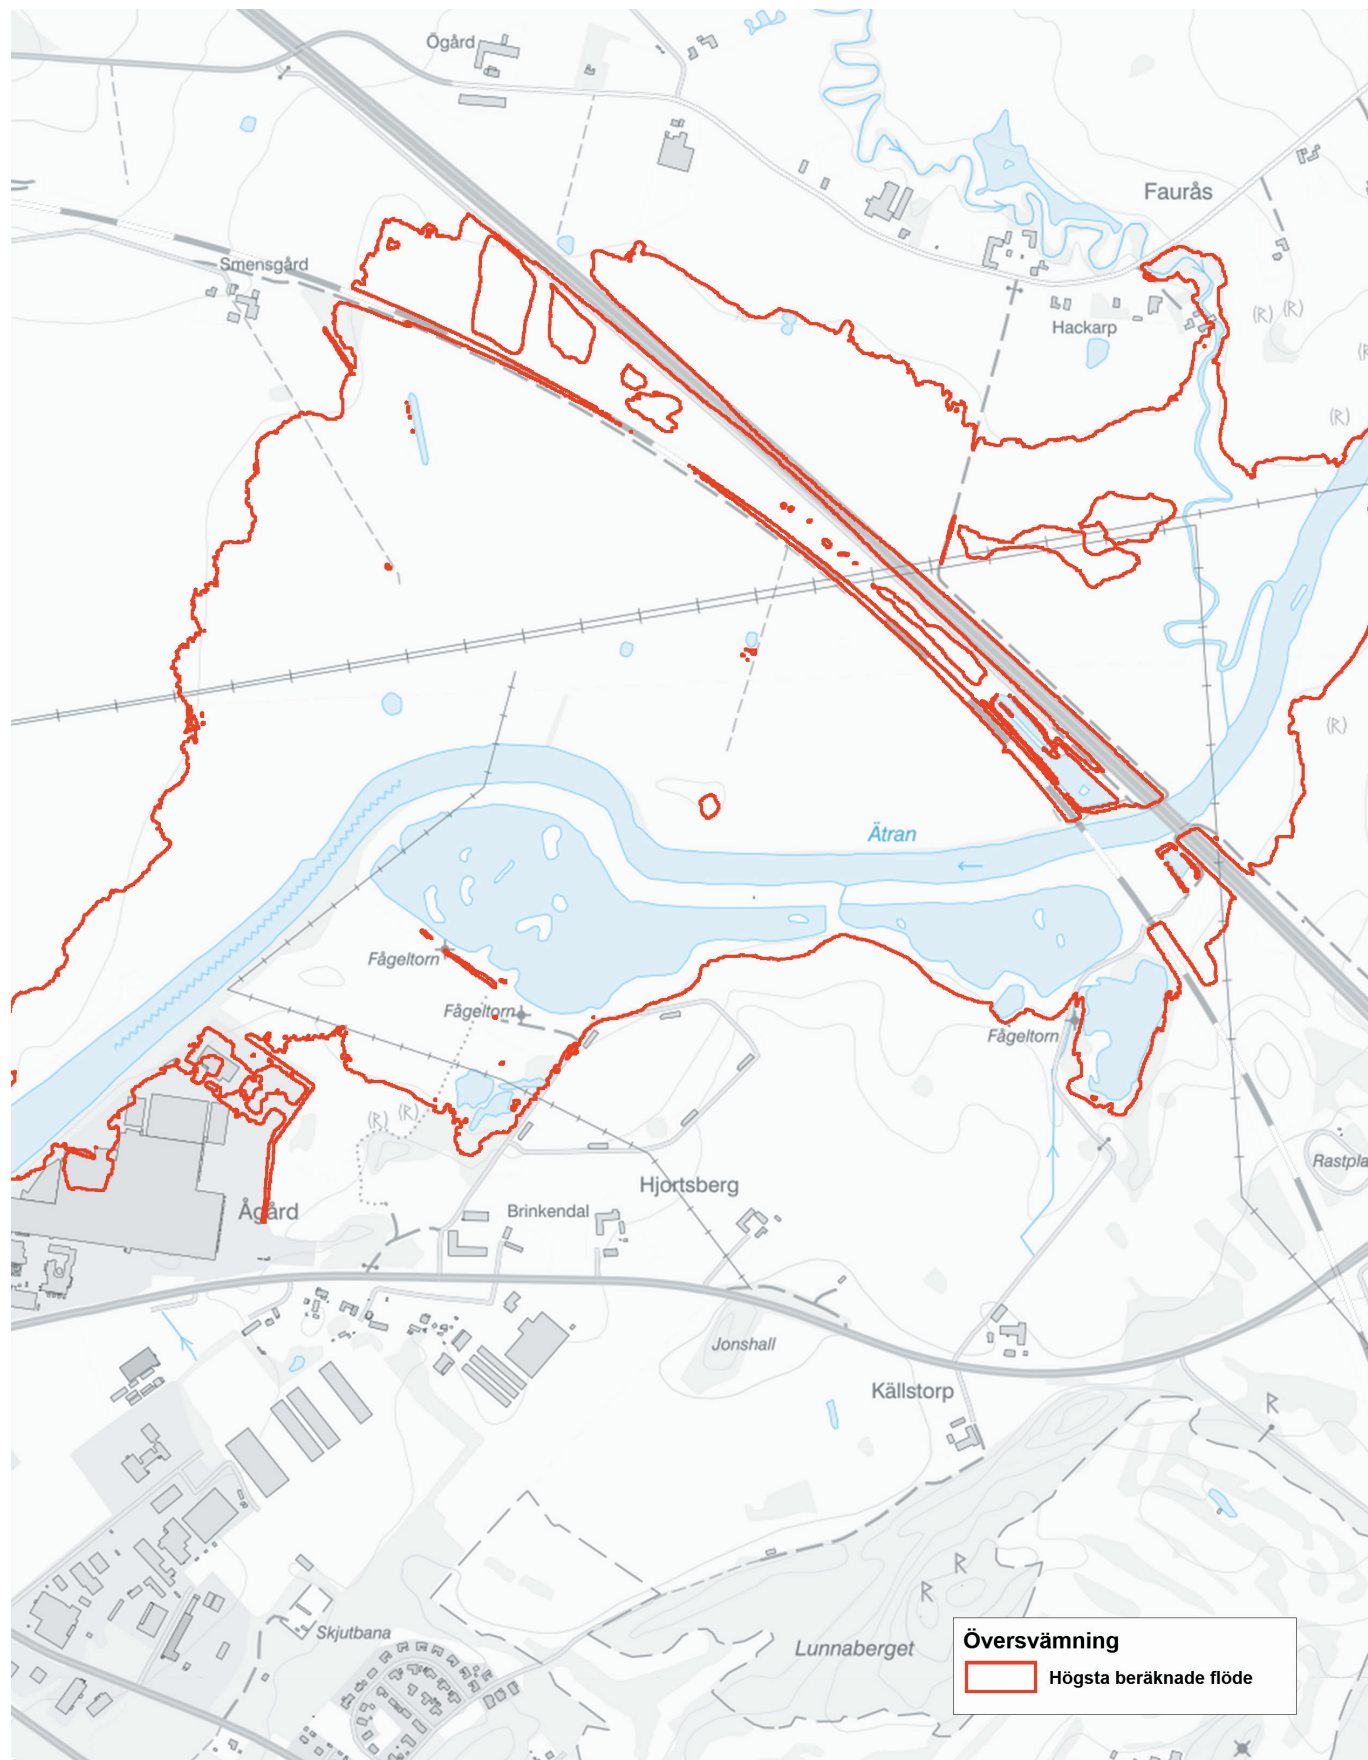 Ögård
Faurås
Smensgård
(R)
(R)
Hackarp
(R)
(R)
Ätran
Fågeltorn
Fågeltorn
Fågeltorn
(R)
(R)
Rastpla
Hjortsberg
Ågård
Brinkendal
Jonshall
Källstorp
R
R
R
Skjutbana
Lunnaberget
Översvämning
Högsta beräknade flöde